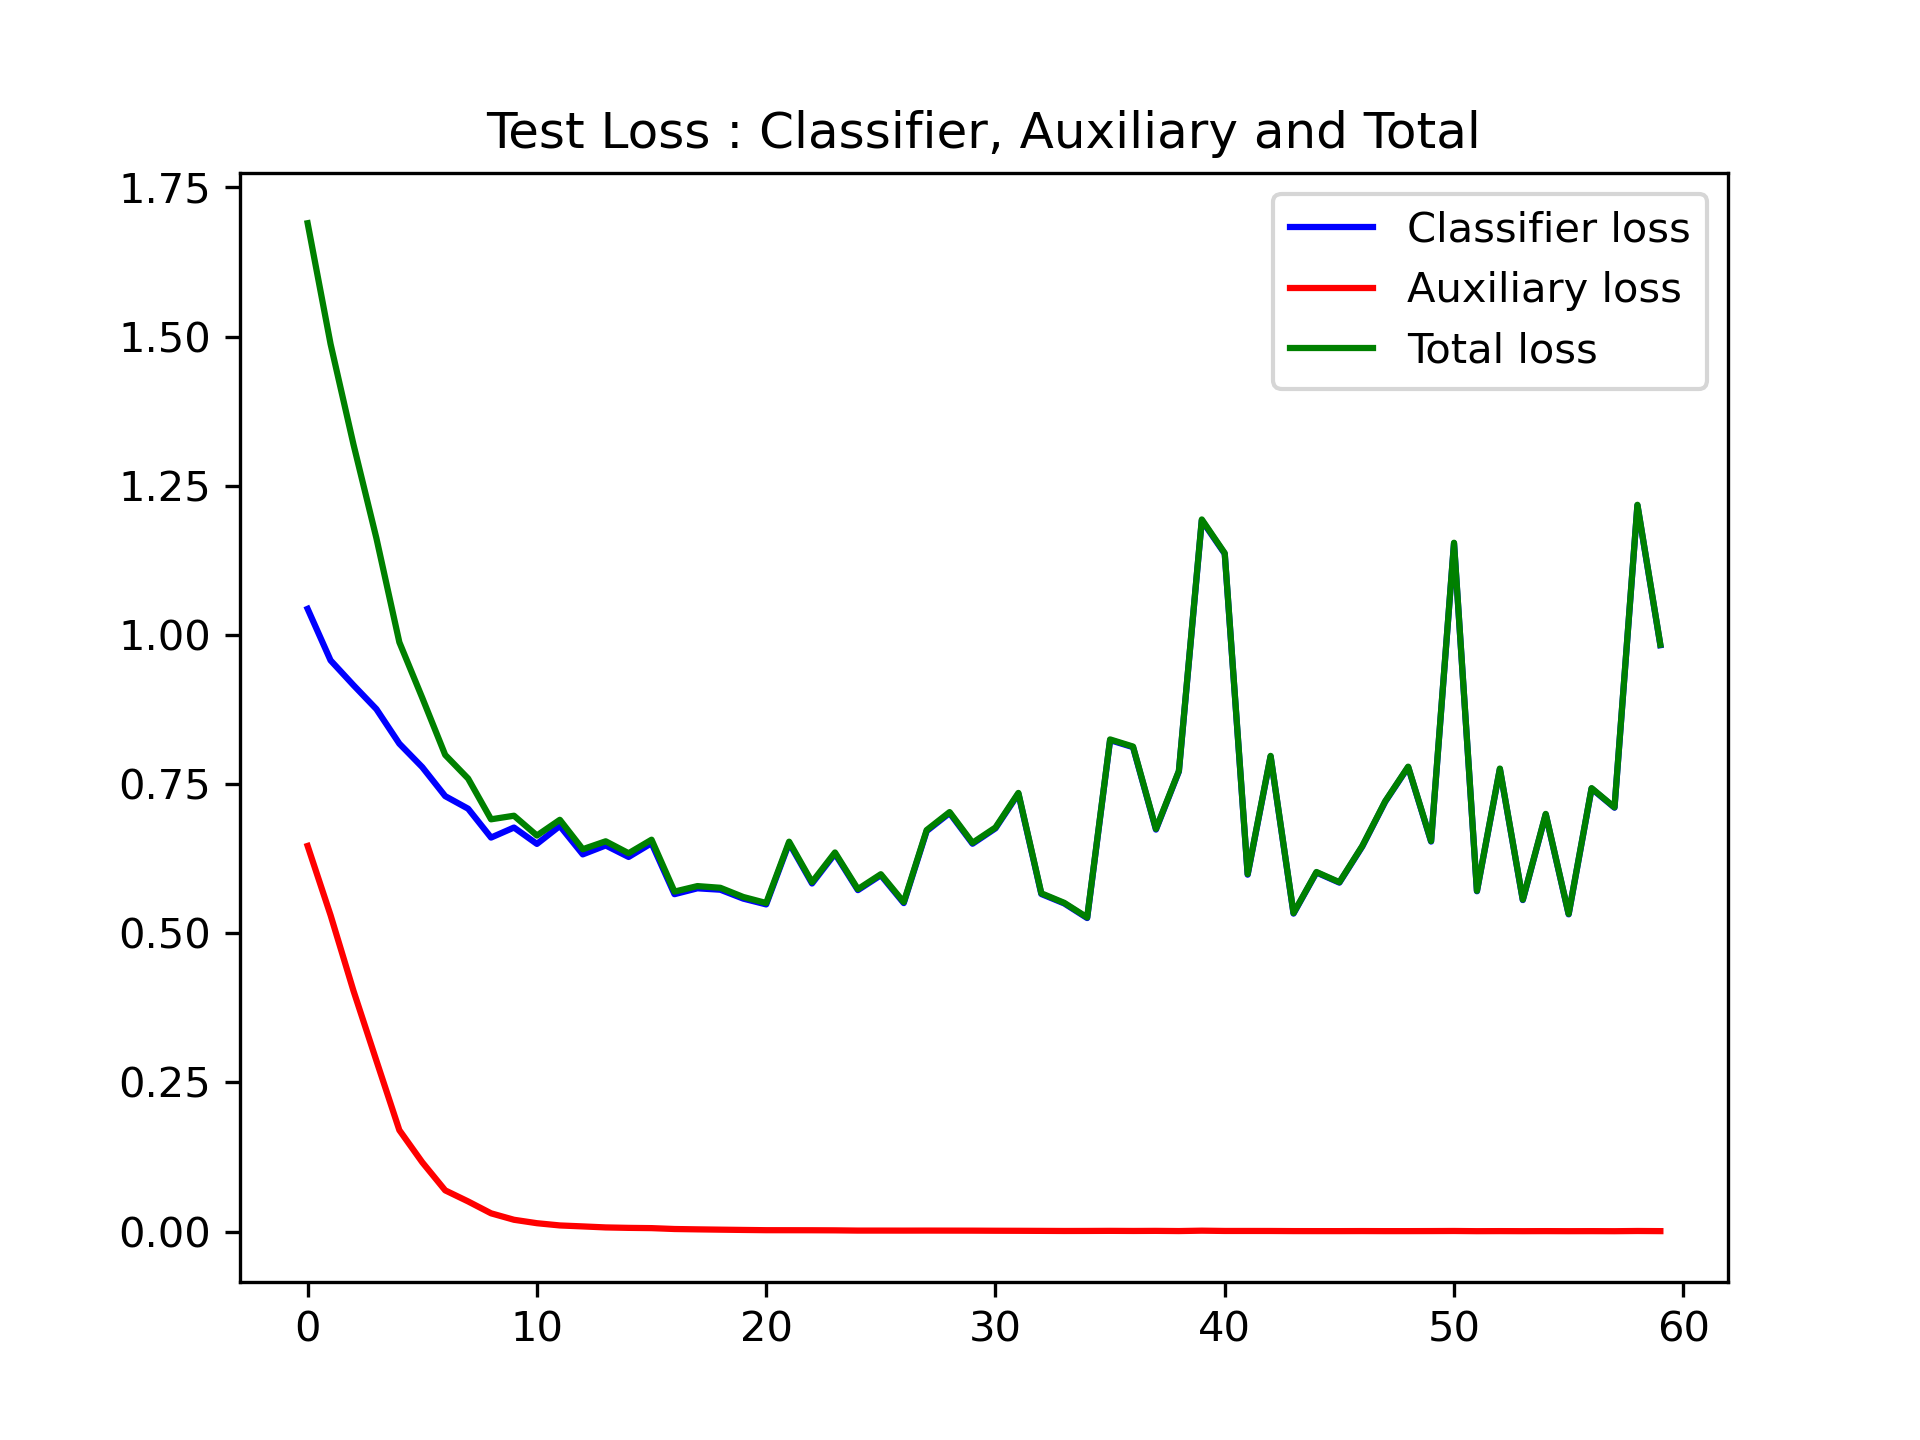 Test Loss : Classifier, Auxiliary and Total
1.75
1.50
1.25
1.00
0.75
0.50
0.25
0.00
Classifier loss
Auxiliary loss
Total loss
0 10 20 30 40 50 60